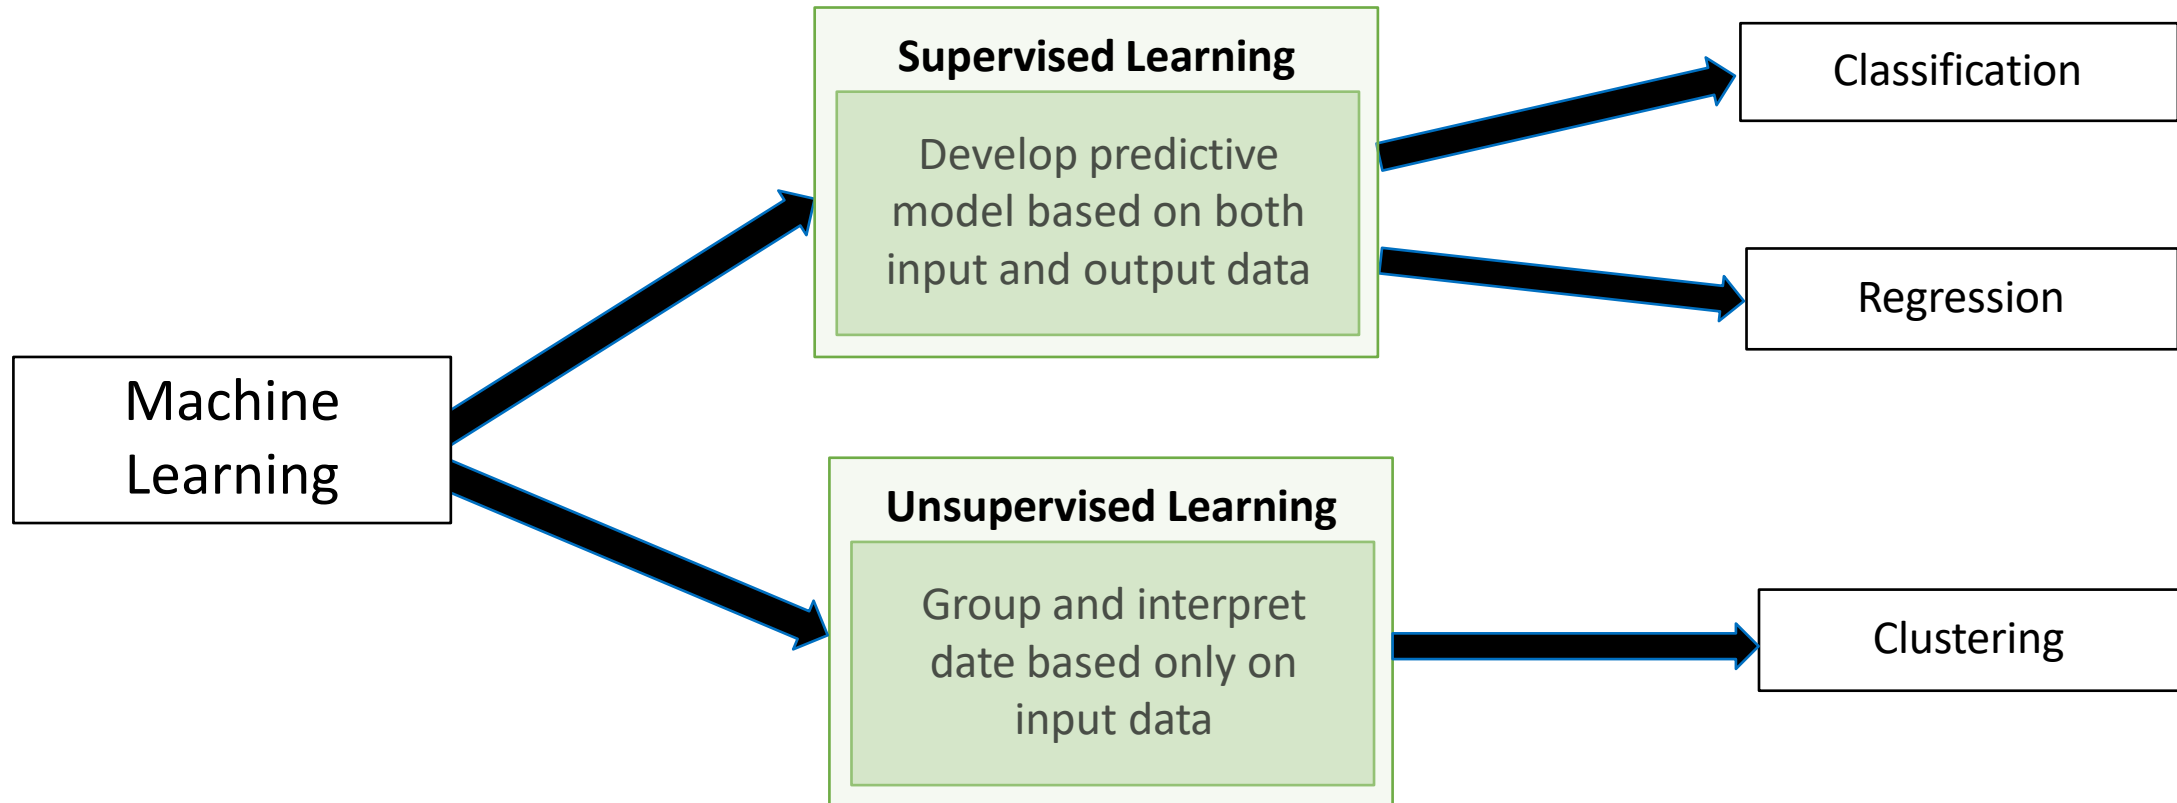 Machine
Learning
Supervised Learning
Develop predictive
model based on both
input and output data
Classification
Regression
Unsupervised Learning
Group and interpret
date based only on
input data
Clustering